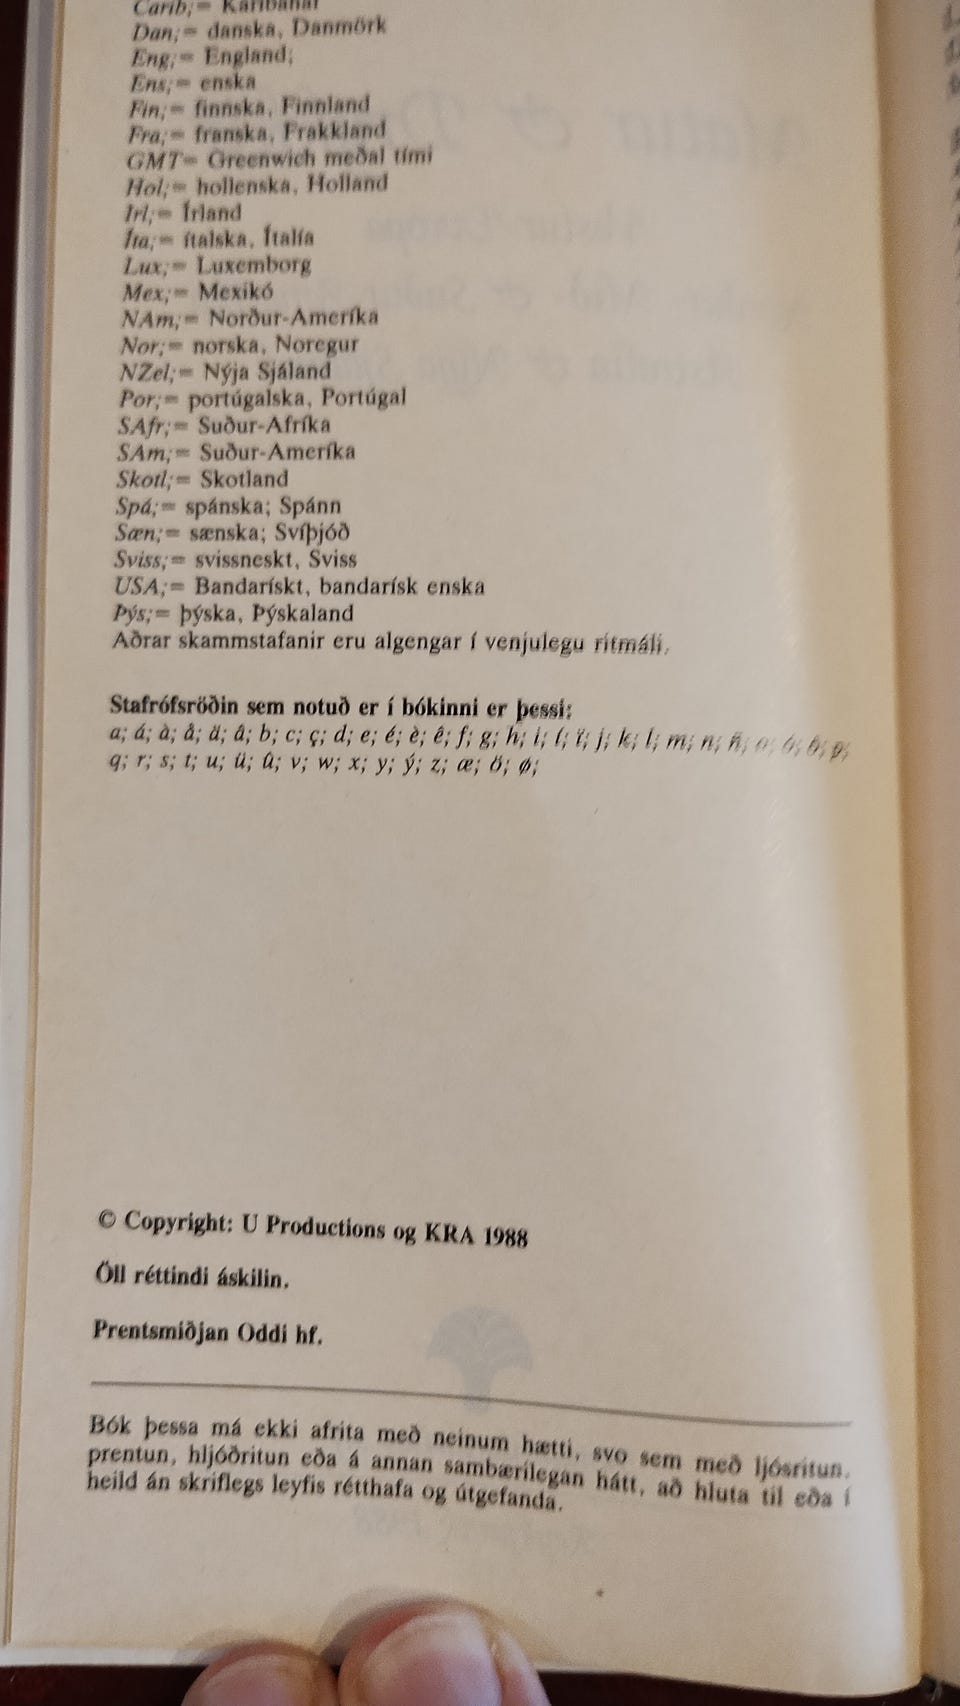 Carib;= Karíbahaf
Dan;= danska, Danmörk
Eng;= England;
Ens;= enska
Fin;= finnska, Finnland
Fra;= franska, Frakkland
GMT= Greenwich meðal tími
Hol;= hollenska, Holland
Irl;= Írland
Íta;= ítalska, Ítalía
Lux;= Luxemborg
Mex;= Mexikó
NAm;= Norður-Ameríka
Nor;= norska, Noregur
NZel;= Nýja Sjáland
Por;= portúgalska, Portúgal
SAfr;= Suður-Afríka
SAm;= Suður-Ameríka
Skotl;= Skotland
Spá;= spánska; Spánn
Sæn;= sænska; Svíþjóð
Sviss;= svissneskt, Sviss
USA;= Bandarískt, bandarísk enska
Þýs;= þýska, Þýskaland
Aðrar skammstafanir eru algengar í venjulegu ritmáli.
Stafrófsröðin sem notuð er í bókinni er þessi:
a; á; à; å; ä; â; b; c; ç; d; e; é; è; ê; f; g; h; i; í; ï; j; k; l; m; n; ñ; o; ó; ô; p;
q; r; s; t; u; ü; û; v; w; x; y; ý; z; æ; ö; ø;
© Copyright: U Productions og KRA 1988
Öll réttindi áskilin.
Prentsmiðjan Oddi hf.
Bók þessa má ekki afrita með neinum hætti, svo sem með ljósritun,
prentun, hljóðritun eða á annan sambærilegan hátt, að hluta til eða í
heild án skriflegs leyfis rétthafa og útgefanda.